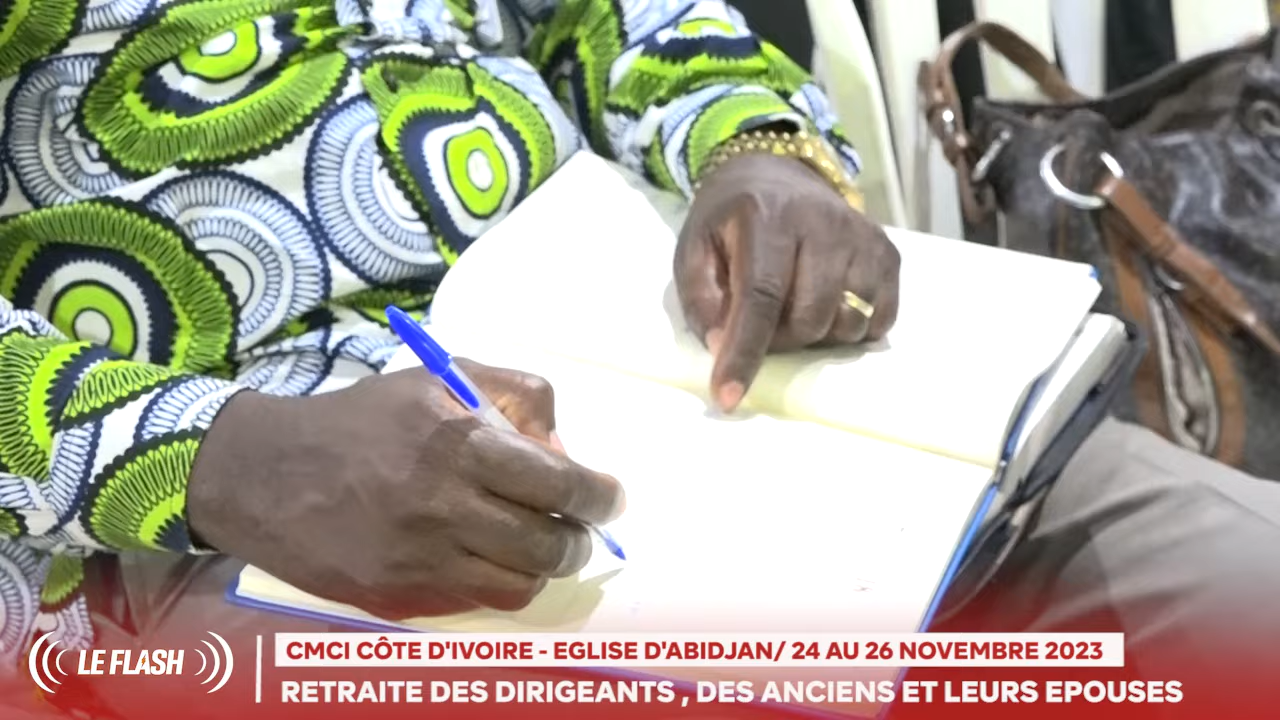 LE FLASH
CMCI CÔTE D'IVOIRE - EGLISE D'ABIDJAN/ 24 AU 26 NOVEMBRE 2023
RETRAITE DES DIRIGEANTS , DES ANCIENS ET LEURS EPOUSES